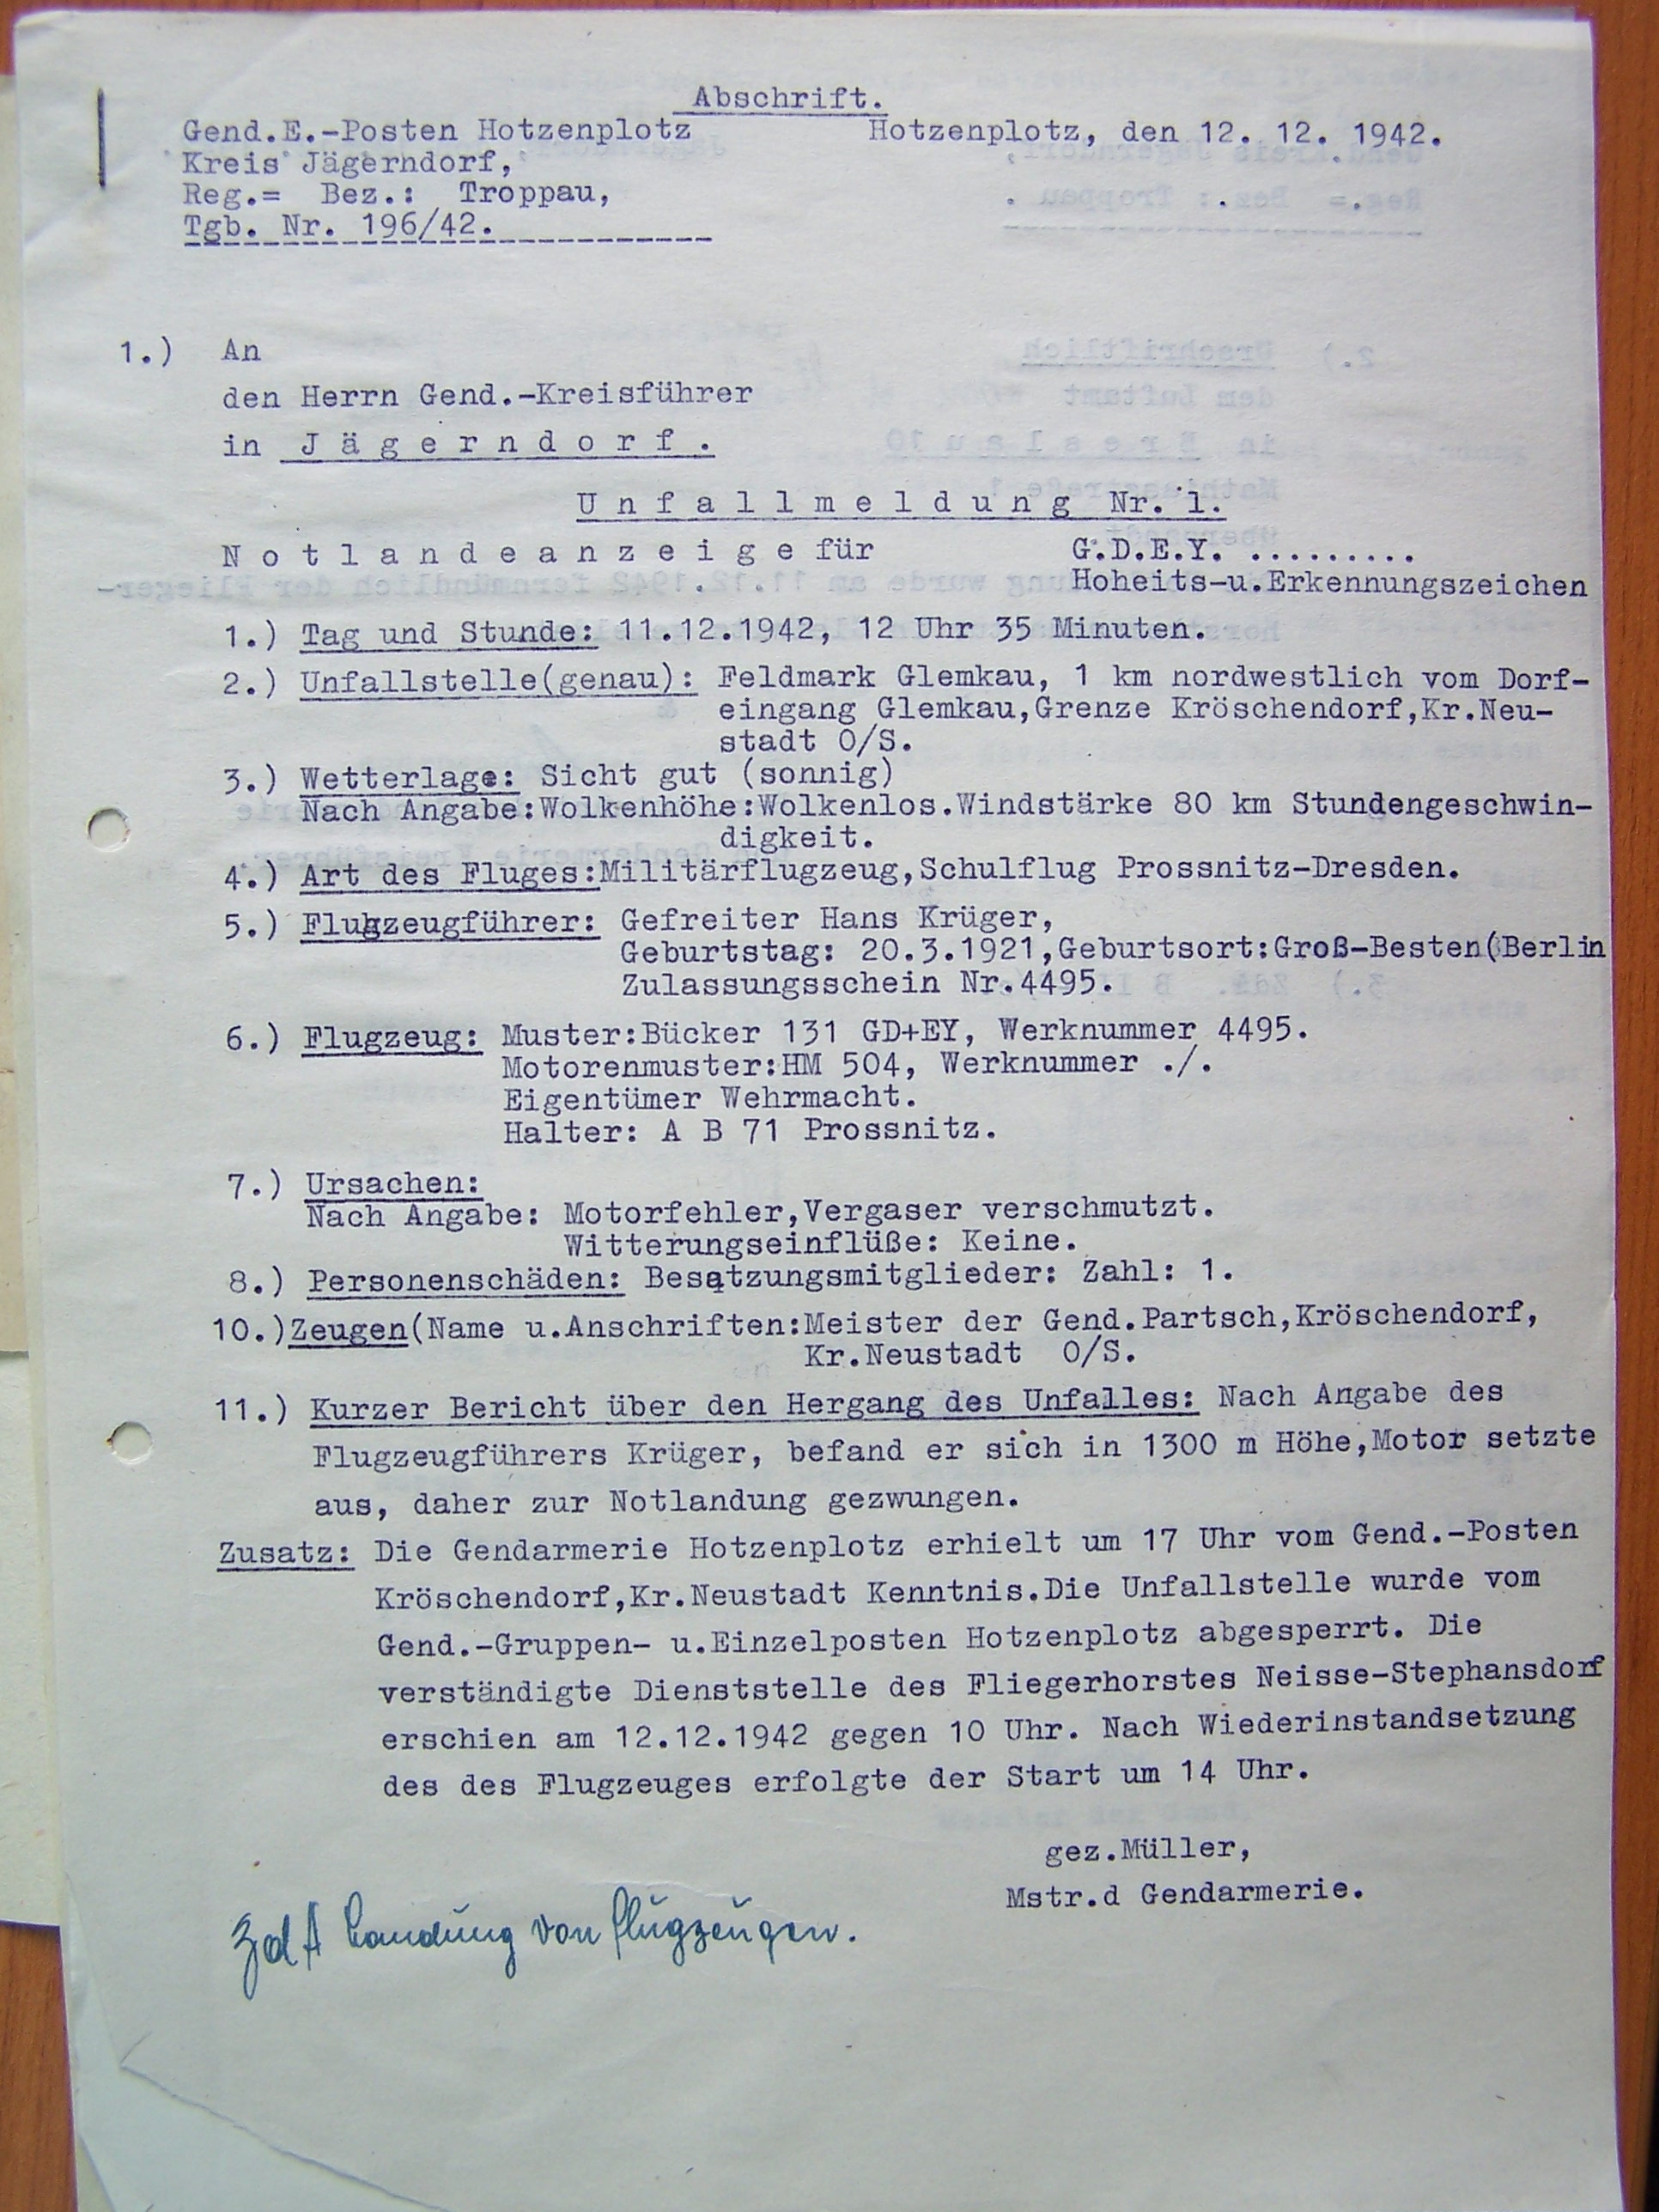 Abschrift.
Gend.E.-Posten Hotzenplotz Hotzenplotz, den 12. 12. 1942.
Kreis Jägerndorf,
Reg.= Bez.: Troppau,
Tgb. Nr. 196/42.
1.) An
den Herrn Gend.-Kreisführer
in J ä g e r n d o r f .
U n f a l l m e l d u n g Nr. 1.
N o t l a n d e a n z e i g e für G.D.E.Y. .........
Hoheits-u.Erkennungszeichen
1.) Tag und Stunde: 11.12.1942, 12 Uhr 35 Minuten.
2.) Unfallstelle(genau): Feldmark Glemkau, 1 km nordwestlich vom Dorf-
eingang Glemkau,Grenze Kröschendorf,Kr.Neu-
stadt O/S.
3.) Wetterlage: Sicht gut (sonnig)
Nach Angabe:Wolkenhöhe:Wolkenlos.Windstärke 80 km Stundengeschwin-
digkeit.
4.) Art des Fluges:Militärflugzeug,Schulflug Prossnitz-Dresden.
5.) Flugzeugführer: Gefreiter Hans Krüger,
Geburtstag: 20.3.1921,Geburtsort:Groß-Besten(Berlin
Zulassungsschein Nr.4495.
6.) Flugzeug: Muster:Bücker 131 GD+EY, Werknummer 4495.
Motorenmuster:HM 504, Werknummer ./.
Eigentümer Wehrmacht.
Halter: A B 71 Prossnitz.
7.) Ursachen:
Nach Angabe: Motorfehler,Vergaser verschmutzt.
Witterungseinflüße: Keine.
8.) Personenschäden: Besatzungsmitglieder: Zahl: 1.
10.)Zeugen(Name u.Anschriften:Meister der Gend.Partsch,Kröschendorf,
Kr.Neustadt O/S.
11.) Kurzer Bericht über den Hergang des Unfalles: Nach Angabe des
Flugzeugführers Krüger, befand er sich in 1300 m Höhe,Motor setzte
aus, daher zur Notlandung gezwungen.
Zusatz: Die Gendarmerie Hotzenplotz erhielt um 17 Uhr vom Gend.-Posten
Kröschendorf,Kr.Neustadt Kenntnis.Die Unfallstelle wurde vom
Gend.-Gruppen- u.Einzelposten Hotzenplotz abgesperrt. Die
verständigte Dienststelle des Fliegerhorstes Neisse-Stephansdorf
erschien am 12.12.1942 gegen 10 Uhr. Nach Wiederinstandsetzung
des des Flugzeuges erfolgte der Start um 14 Uhr.
gez.Müller,
Mstr.d Gendarmerie.
ZdA Landung von Flugzeugen.